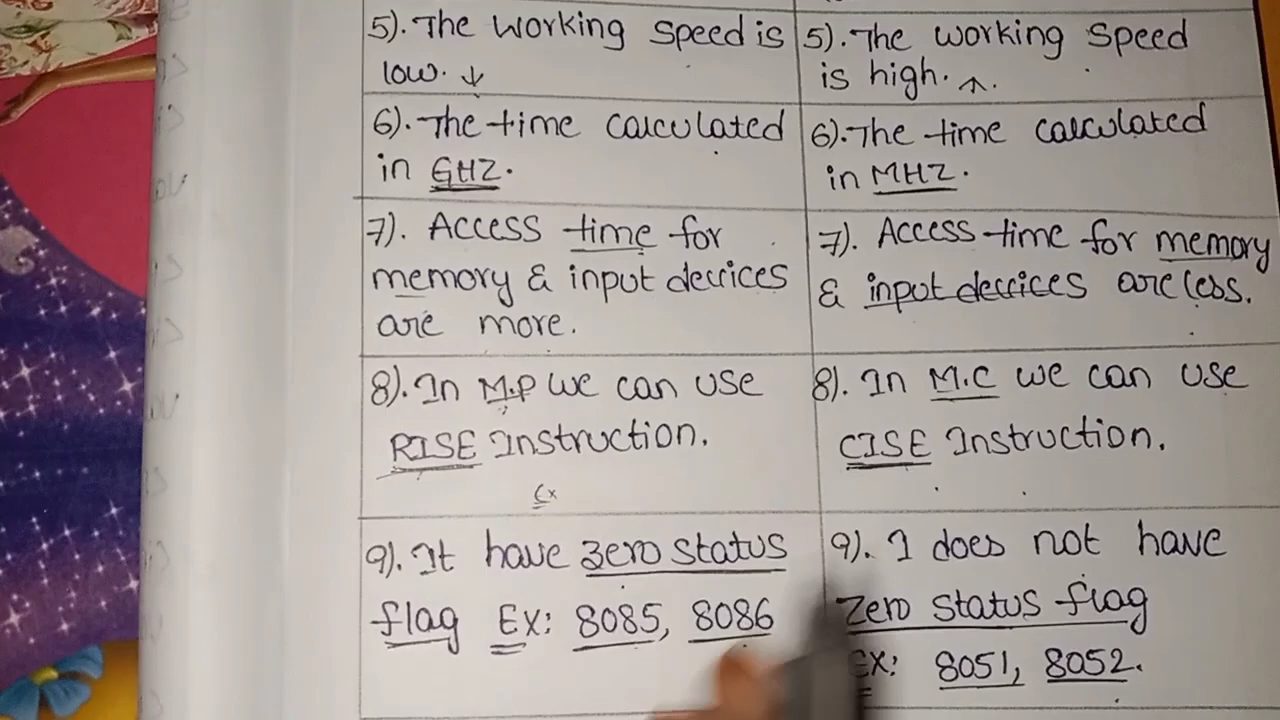 5). The working speed is
low. ↓
6). The time calculated
in GHZ.
7). Access time for
memory & input devices
are more.
8). In M.P we can use
RISE Instruction.
Ex
9). It have zero status
flag Ex: 8085, 8086
5). The working speed
is high. ↑.
6). The time calculated
in MHZ.
7). Access time for memory
& input devices are less.
8). In M.C we can use
CISE Instruction.
9). I does not have
zero status flag
Ex: 8051, 8052.